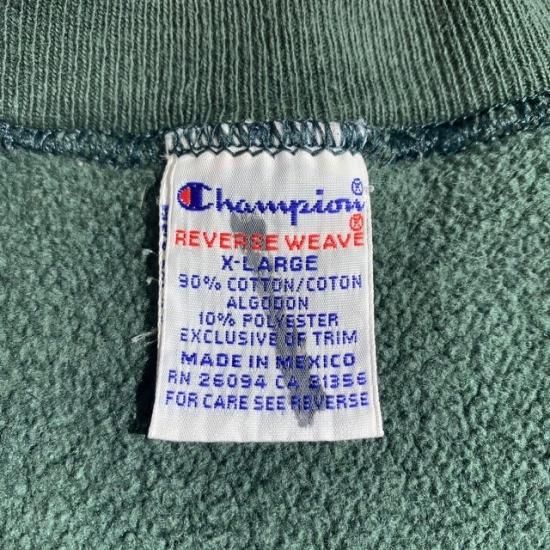 Champion®
REVERSE WEAVE®
X-LARGE
90% COTTON/COTON
ALGODON
10% POLYESTER
EXCLUSIVE OF TRIM
MADE IN MEXICO
RN 26094 CA 31356
FOR CARE SEE REVERSE